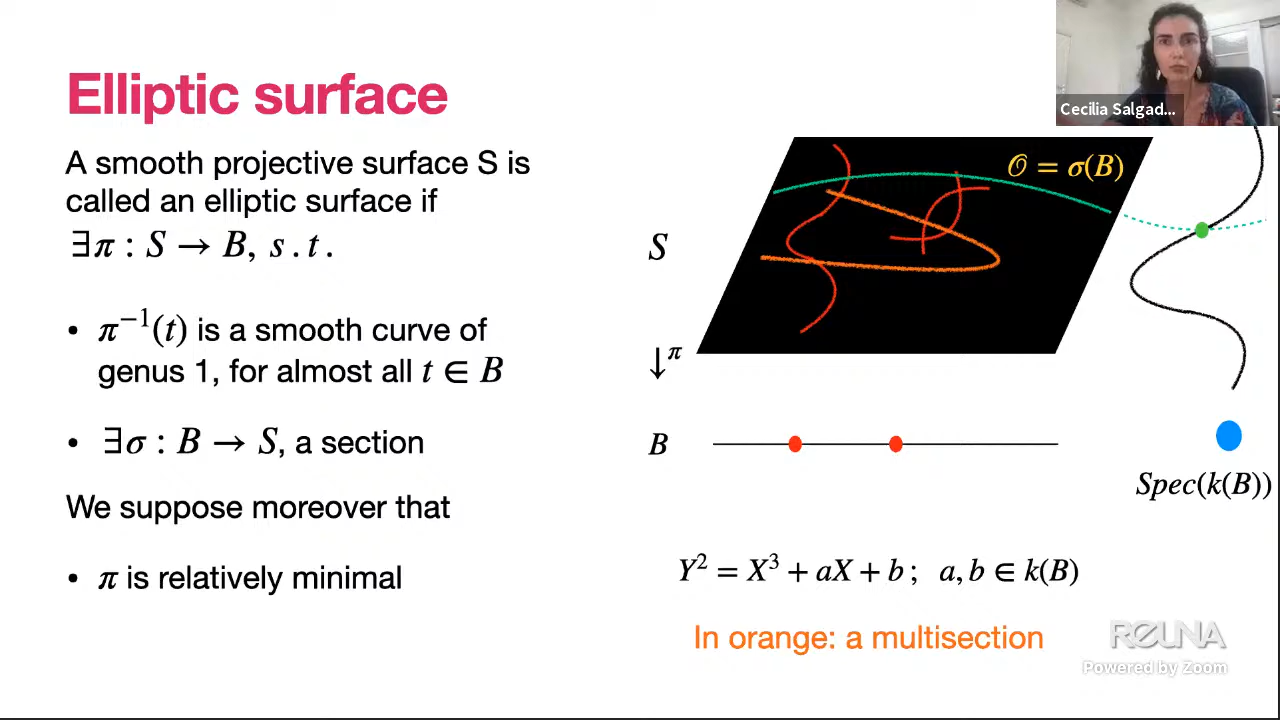 Elliptic surface
A smooth projective surface S is
called an elliptic surface if
∃π : S → B, s . t .
• π⁻¹(t) is a smooth curve of
genus 1, for almost all t ∈ B
• ∃σ : B → S, a section
We suppose moreover that
• π is relatively minimal
Cecilia Salgad...
𝒪 = σ(B)
S
↓π
B
Spec(k(B))
Y² = X³ + aX + b ; a, b ∈ k(B)
In orange: a multisection
REUNA
Powered by Zoom